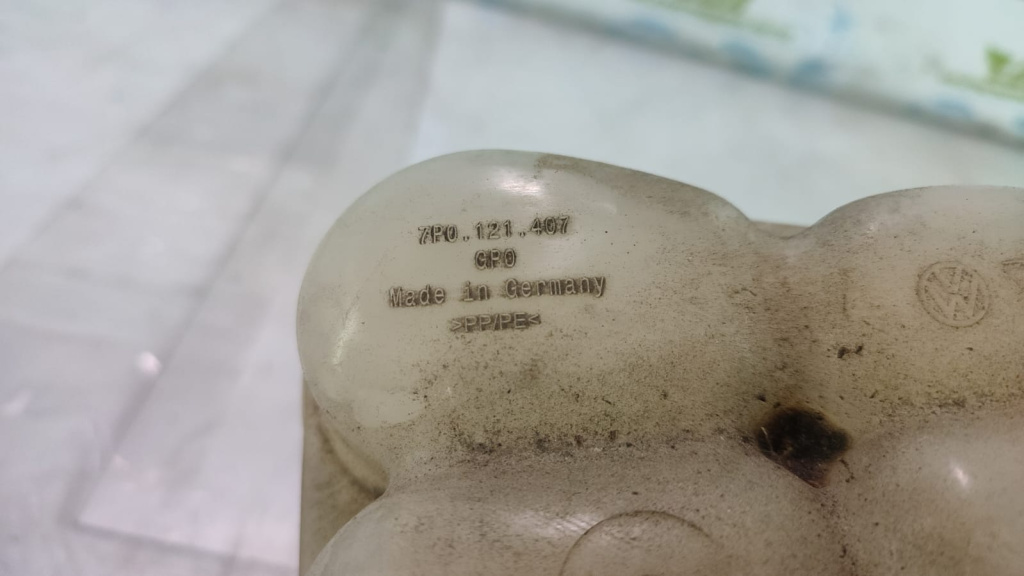 7P0.121.407
GP0
Made in Germany
>PP/PE<